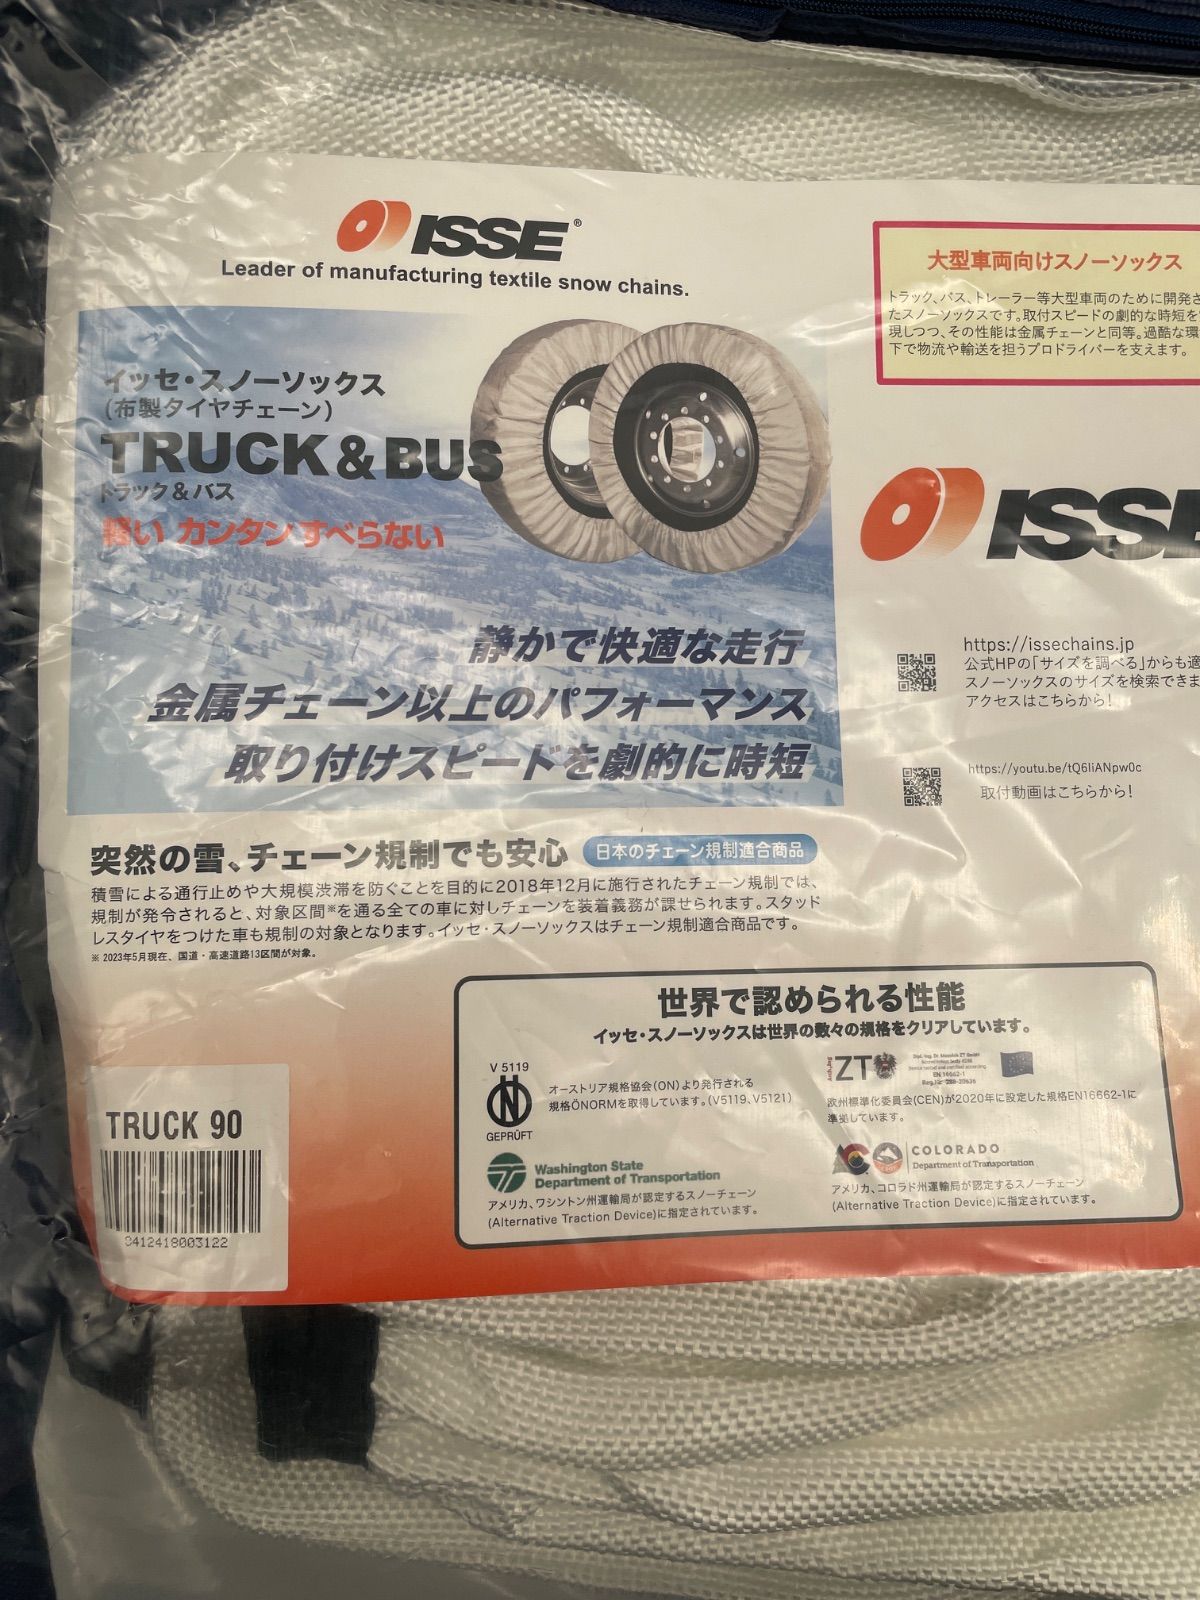 ISSE®
Leader of manufacturing textile snow chains.
イッセ・スノーソックス
(布製タイヤチェーン)
TRUCK & BUS
トラック＆バス
軽い カンタン すべらない
静かで快適な走行
金属チェーン以上のパフォーマンス
取り付けスピードを劇的に時短
大型車両向けスノーソックス
トラック、バス、トレーラー等大型車両のために開発さ
たスノーソックスです。取付スピードの劇的な時短を
現しつつ、その性能は金属チェーンと同等。過酷な環
下で物流や輸送を担うプロドライバーを支えます。
ISSE
https://issechains.jp
公式HPの「サイズを調べる」からも適
スノーソックスのサイズを検索できま
アクセスはこちらから!
https://youtu.be/tQ6liANpw0c
取付動画はこちらから!
突然の雪、チェーン規制でも安心 日本のチェーン規制適合商品
積雪による通行止めや大規模渋滞を防ぐことを目的に2018年12月に施行されたチェーン規制では、
規制が発令されると、対象区間※を通る全ての車に対しチェーンを装着義務が課せられます。スタッド
レスタイヤをつけた車も規制の対象となります。イッセ・スノーソックスはチェーン規制適合商品です。
※ 2023年5月現在、国道・高速道路13区間が対象。
世界で認められる性能
イッセ・スノーソックスは世界の数々の規格をクリアしています。
V 5119
GEPRÜFT
オーストリア規格協会(ON)より発行される
規格ÖNORMを取得しています。(V5119、V5121)
ZT
EN 16662-1
欧州標準化委員会(CEN)が2020年に設定した規格EN16662-1に
準拠しています。
Washington State
Department of Transportation
アメリカ、ワシントン州運輸局が認定するスノーチェーン
(Alternative Traction Device)に指定されています。
COLORADO
Department of Transportation
アメリカ、コロラド州運輸局が認定するスノーチェーン
(Alternative Traction Device)に指定されています。
TRUCK 90
8412418003122